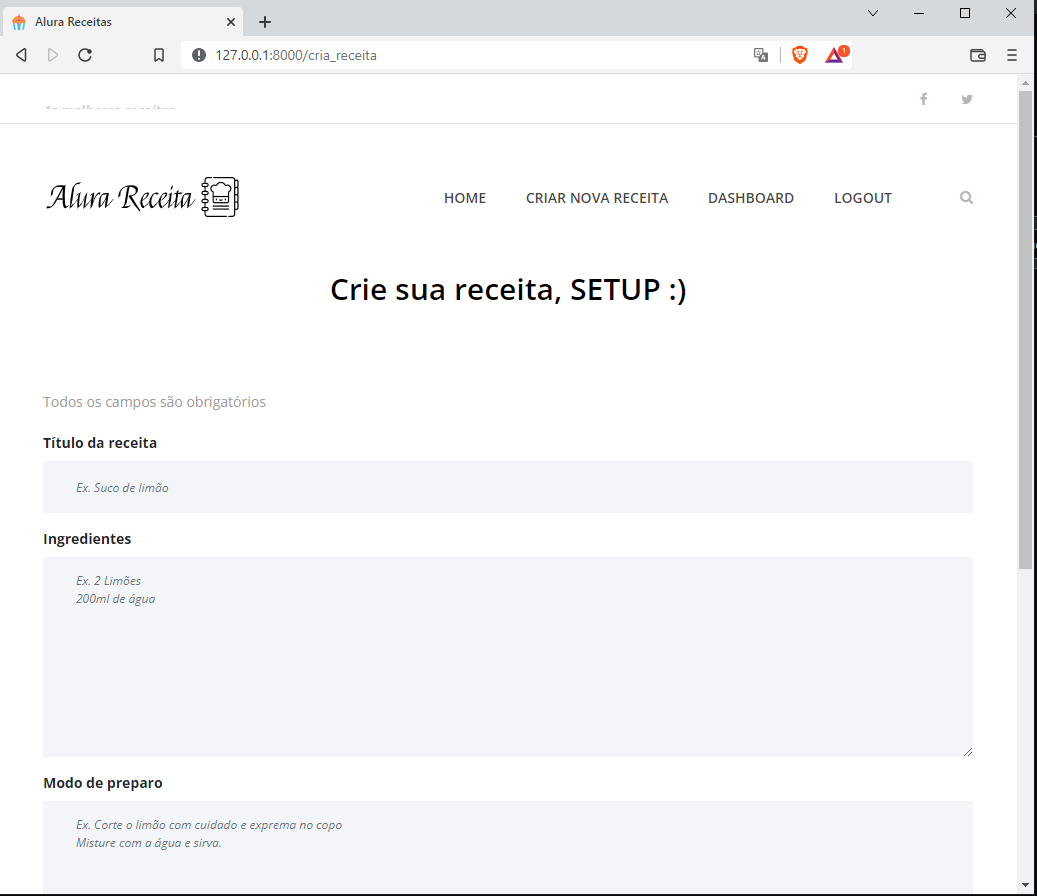 Alura Receitas
127.0.0.1:8000/cria_receita
1
Alura Receita
HOME
CRIAR NOVA RECEITA
DASHBOARD
LOGOUT
Crie sua receita, SETUP :)
Todos os campos são obrigatórios
Título da receita
Ex. Suco de limão
Ingredientes
Ex. 2 Limões
200ml de água
Modo de preparo
Ex. Corte o limão com cuidado e exprema no copo
Misture com a água e sirva.